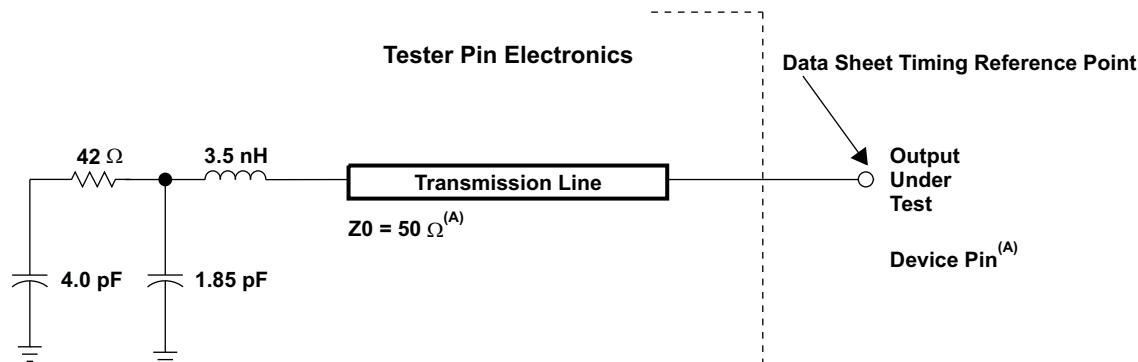 Tester Pin Electronics
Data Sheet Timing Reference Point
42 Ω
3.5 nH
Transmission Line
Output
Under
Test
Z0 = 50 Ω(A)
Device Pin(A)
4.0 pF
1.85 pF